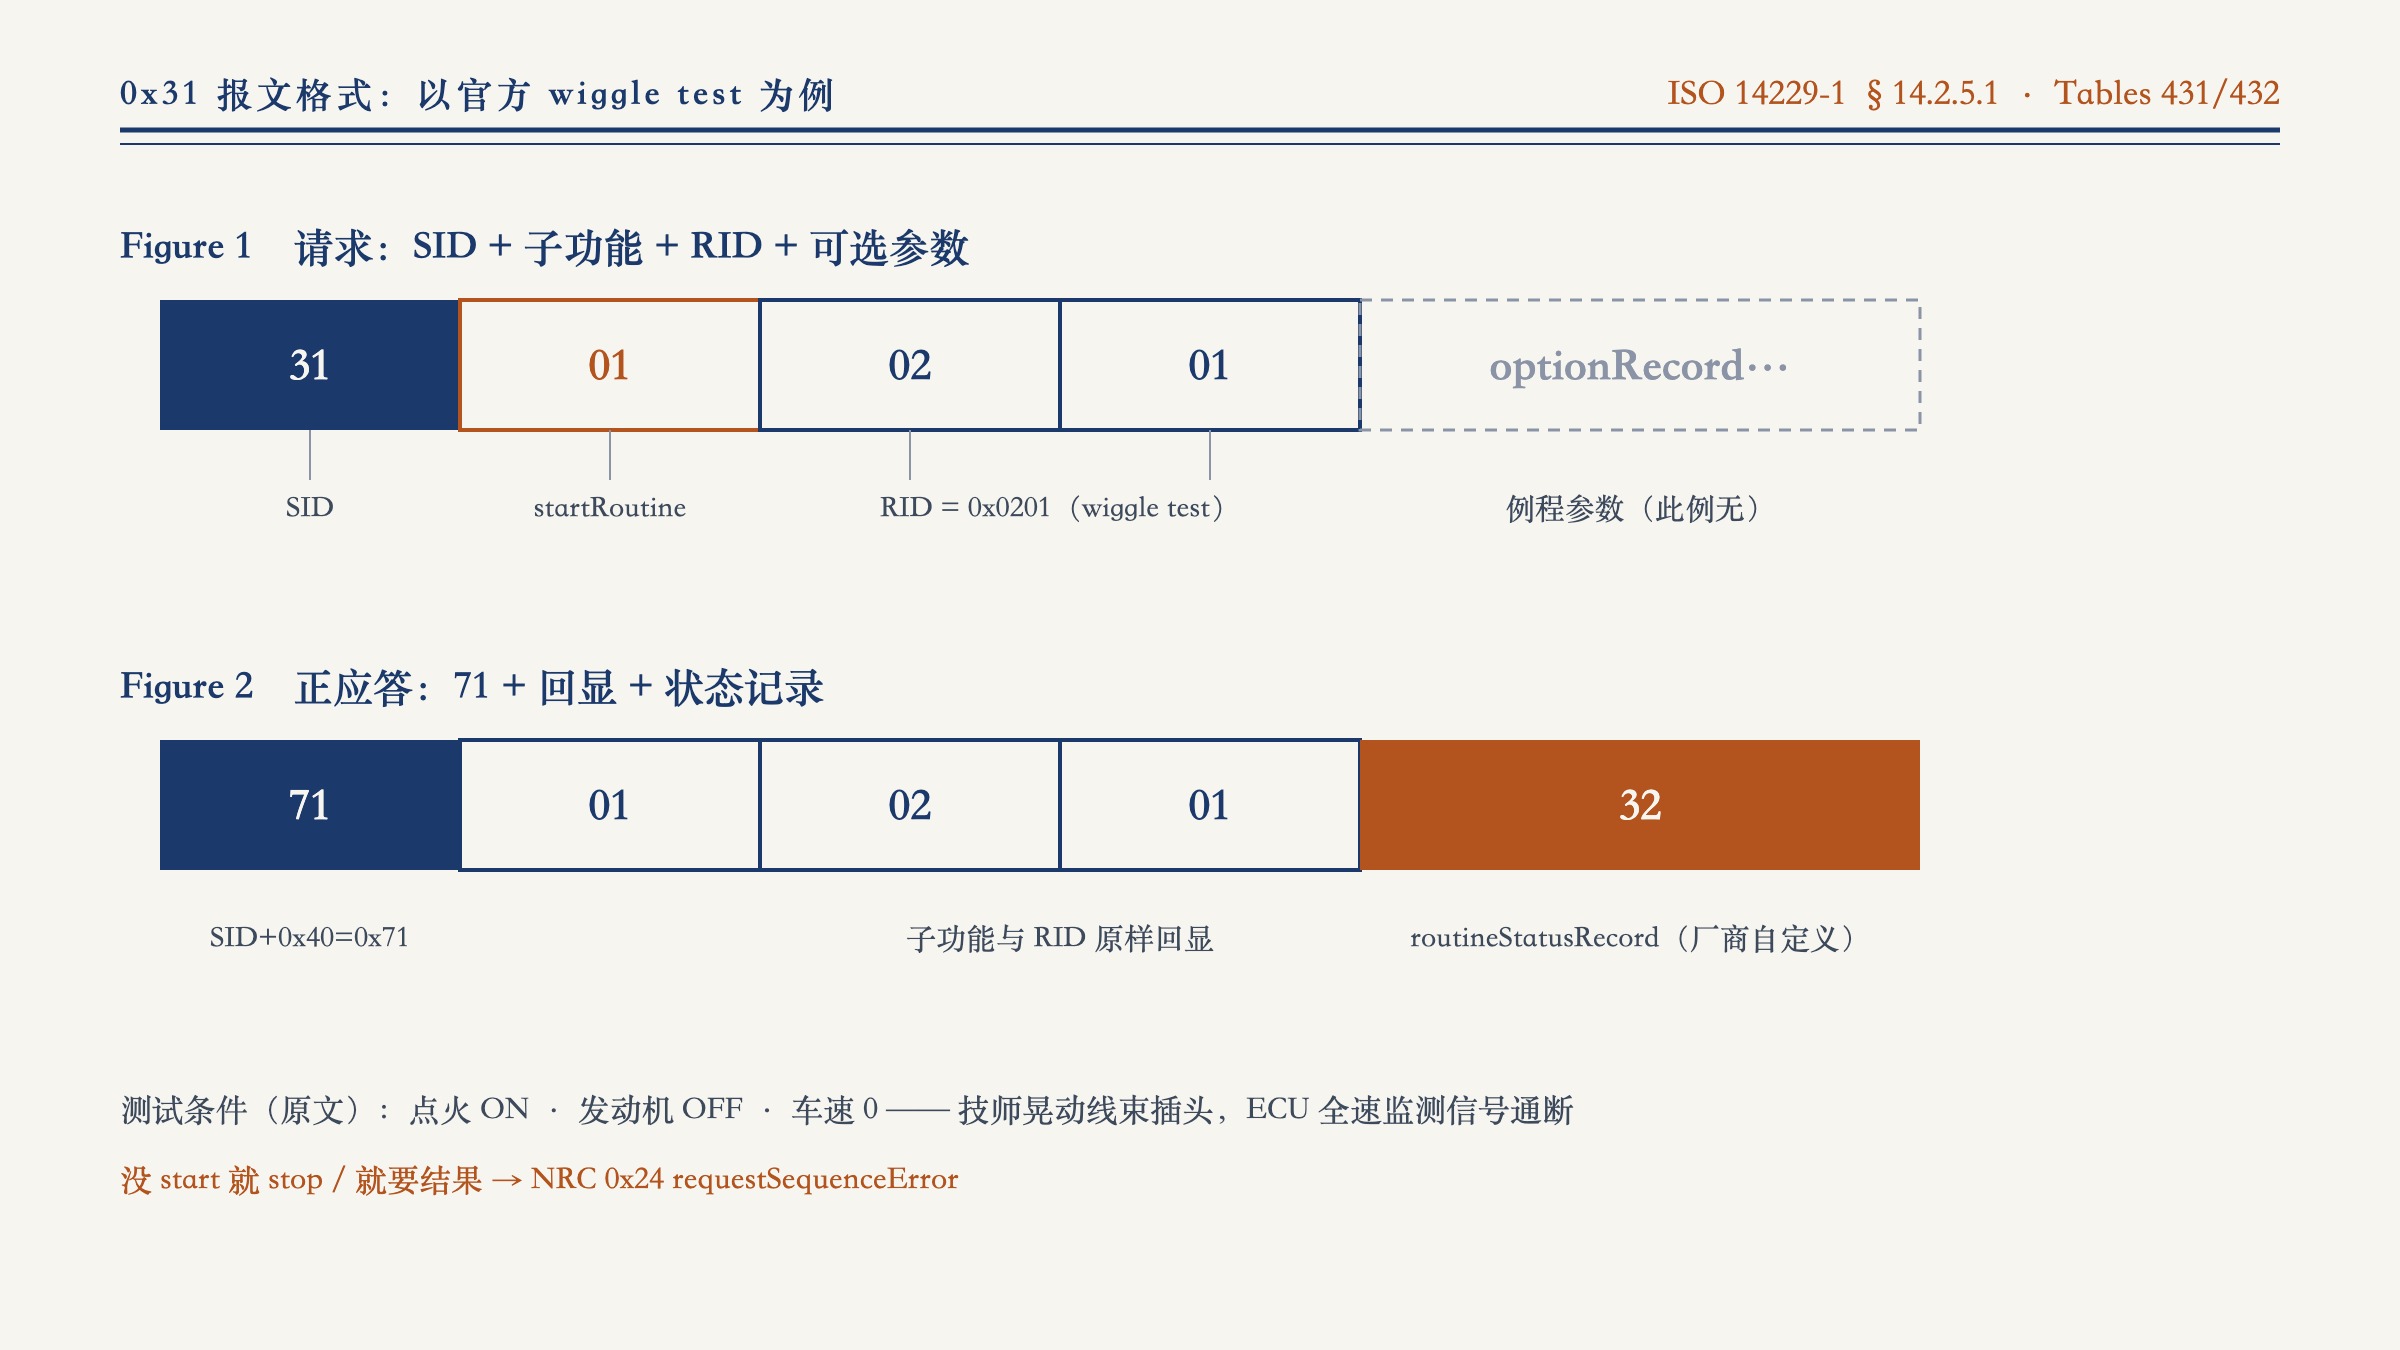 0x31 报文格式：以官方 wiggle test 为例
ISO 14229-1 § 14.2.5.1 · Tables 431/432
Figure 1 请求：SID + 子功能 + RID + 可选参数
31 01 02 01 optionRecord…
SID startRoutine RID = 0x0201（wiggle test） 例程参数（此例无）
Figure 2 正应答：71 + 回显 + 状态记录
71 01 02 01 32
SID+0x40=0x71 子功能与 RID 原样回显 routineStatusRecord（厂商自定义）
测试条件（原文）：点火 ON · 发动机 OFF · 车速 0 —— 技师晃动线束插头，ECU 全速监测信号通断
没 start 就 stop / 就要结果 → NRC 0x24 requestSequenceError